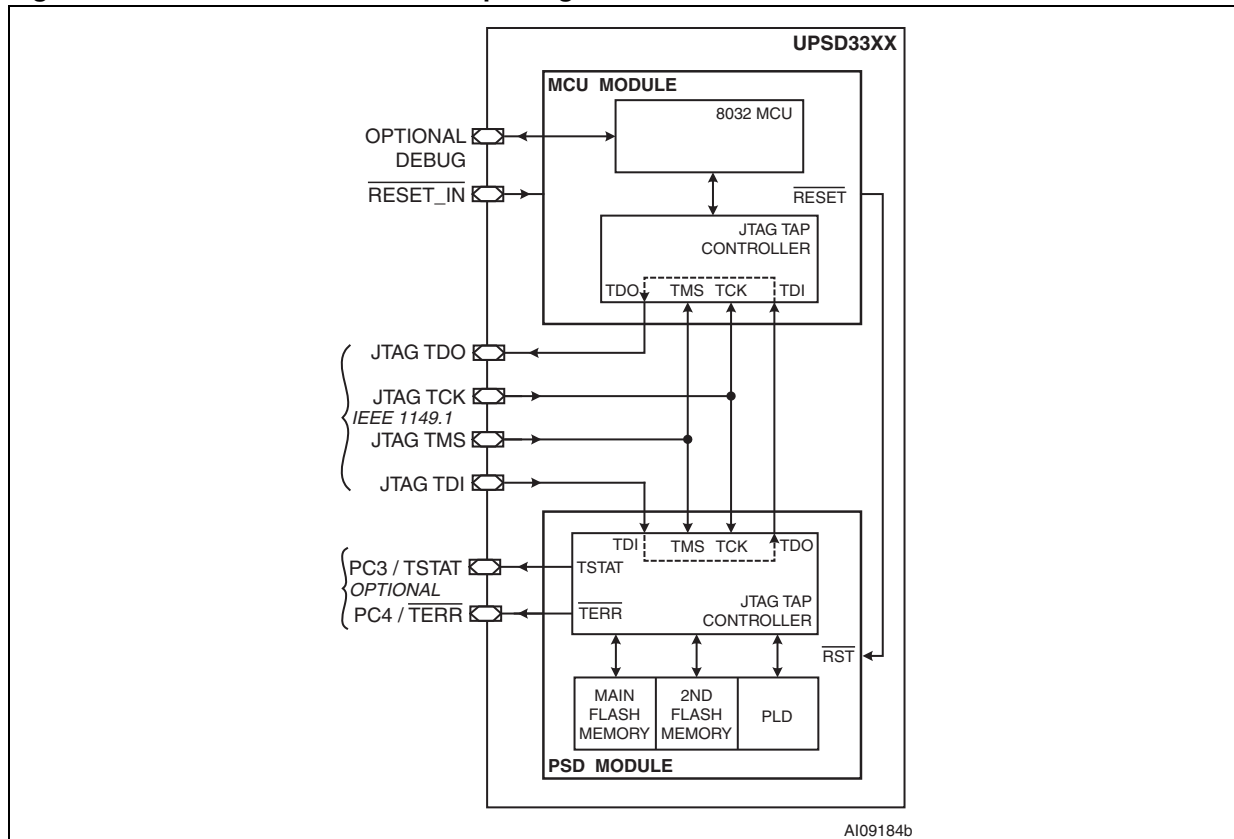 UPSD33XX
MCU MODULE
8032 MCU
OPTIONAL
DEBUG
RESET_IN
RESET
JTAG TAP
CONTROLLER
TDO TMS TCK TDI
JTAG TDO
JTAG TCK
IEEE 1149.1
JTAG TMS
JTAG TDI
TDI TMS TCK TDO
PC3 / TSTAT
TSTAT
OPTIONAL
PC4 / TERR
TERR
JTAG TAP
CONTROLLER
RST
MAIN
FLASH
MEMORY
2ND
FLASH
MEMORY
PLD
PSD MODULE
AI09184b